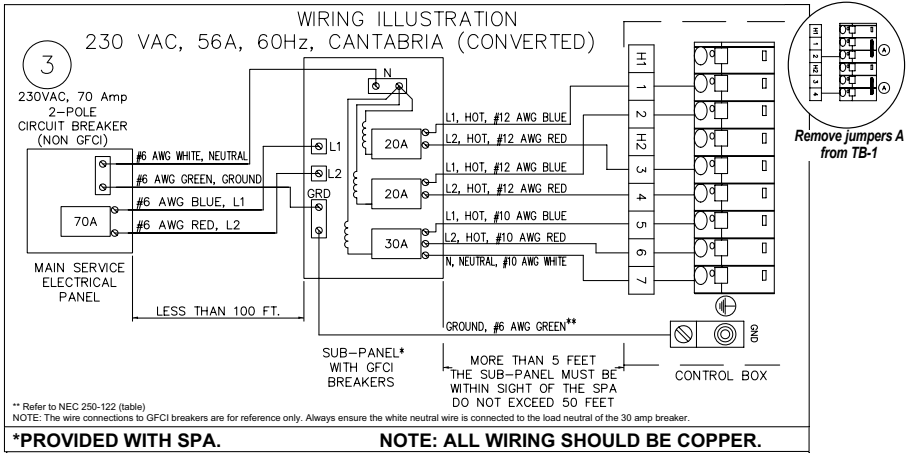 WIRING ILLUSTRATION
230 VAC, 56A, 60Hz, CANTABRIA (CONVERTED)
3
230VAC, 70 Amp
2-POLE
CIRCUIT BREAKER
(NON GFCI)
#6 AWG WHITE, NEUTRAL
#6 AWG GREEN, GROUND
#6 AWG BLUE, L1
#6 AWG RED, L2
70A
MAIN SERVICE
ELECTRICAL
PANEL
LESS THAN 100 FT.
N
L1
L2
GRD
20A
20A
30A
SUB-PANEL*
WITH GFCI
BREAKERS
L1, HOT, #12 AWG BLUE
L2, HOT, #12 AWG RED
L1, HOT, #12 AWG BLUE
L2, HOT, #12 AWG RED
L1, HOT, #10 AWG BLUE
L2, HOT, #10 AWG RED
N, NEUTRAL, #10 AWG WHITE
GROUND, #6 AWG GREEN**
MORE THAN 5 FEET
THE SUB-PANEL MUST BE
WITHIN SIGHT OF THE SPA
DO NOT EXCEED 50 FEET
H1
1
2
H2
3
4
5
6
7
GND
CONTROL BOX
H1
1
2
H2
3
4
A
A
Remove jumpers A
from TB-1
** Refer to NEC 250-122 (table)
NOTE: The wire connections to GFCI breakers are for reference only. Always ensure the white neutral wire is connected to the load neutral of the 30 amp breaker.
*PROVIDED WITH SPA.
NOTE: ALL WIRING SHOULD BE COPPER.